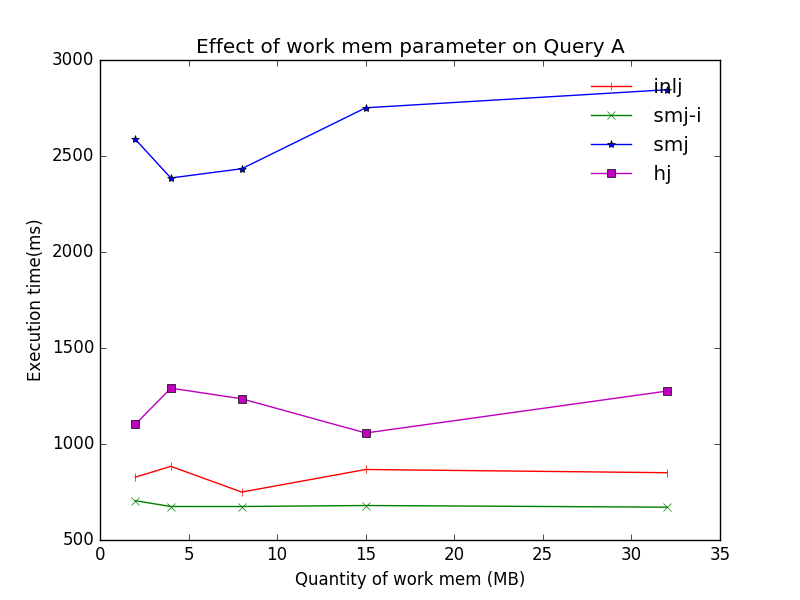 Effect of work mem parameter on Query A
3000
2500
2000
1500
1000
500
Execution time(ms)
inlj
smj-i
smj
hj
0 5 10 15 20 25 30 35
Quantity of work mem (MB)